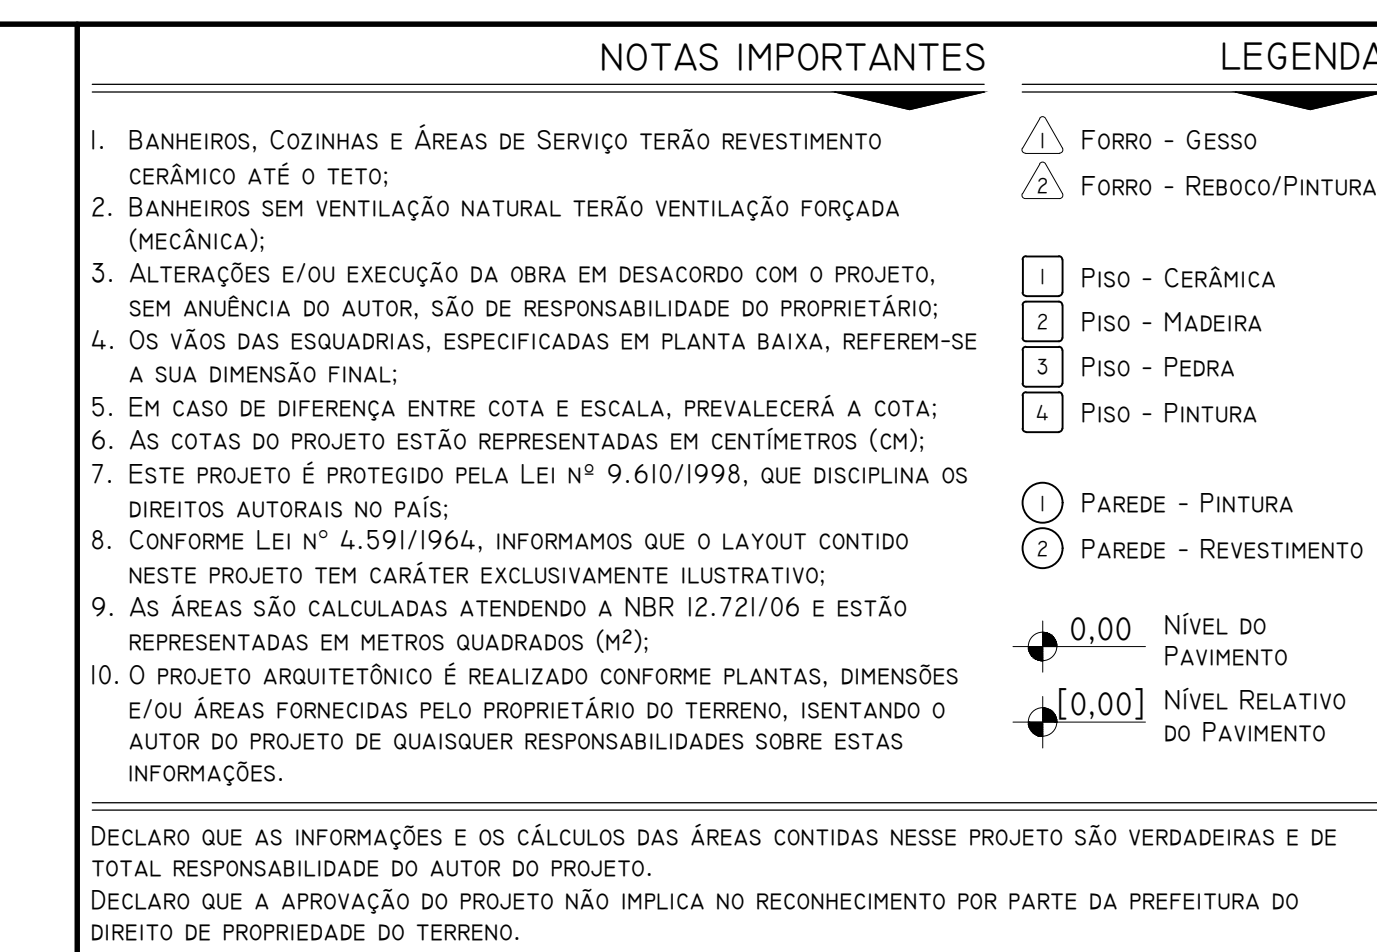 NOTAS IMPORTANTES
1. BANHEIROS, COZINHAS E ÁREAS DE SERVIÇO TERÃO REVESTIMENTO
CERÂMICO ATÉ O TETO;
2. BANHEIROS SEM VENTILAÇÃO NATURAL TERÃO VENTILAÇÃO FORÇADA
(MECÂNICA);
3. ALTERAÇÕES E/OU EXECUÇÃO DA OBRA EM DESACORDO COM O PROJETO,
SEM ANUÊNCIA DO AUTOR, SÃO DE RESPONSABILIDADE DO PROPRIETÁRIO;
4. OS VÃOS DAS ESQUADRIAS, ESPECIFICADAS EM PLANTA BAIXA, REFEREM-SE
A SUA DIMENSÃO FINAL;
5. EM CASO DE DIFERENÇA ENTRE COTA E ESCALA, PREVALECERÁ A COTA;
6. AS COTAS DO PROJETO ESTÃO REPRESENTADAS EM CENTÍMETROS (CM);
7. ESTE PROJETO É PROTEGIDO PELA LEI Nº 9.610/1998, QUE DISCIPLINA OS
DIREITOS AUTORAIS NO PAÍS;
8. CONFORME LEI N° 4.591/1964, INFORMAMOS QUE O LAYOUT CONTIDO
NESTE PROJETO TEM CARÁTER EXCLUSIVAMENTE ILUSTRATIVO;
9. AS ÁREAS SÃO CALCULADAS ATENDENDO A NBR 12.721/06 E ESTÃO
REPRESENTADAS EM METROS QUADRADOS (M²);
10. O PROJETO ARQUITETÔNICO É REALIZADO CONFORME PLANTAS, DIMENSÕES
E/OU ÁREAS FORNECIDAS PELO PROPRIETÁRIO DO TERRENO, ISENTANDO O
AUTOR DO PROJETO DE QUAISQUER RESPONSABILIDADES SOBRE ESTAS
INFORMAÇÕES.
LEGENDA
1 FORRO - GESSO
2 FORRO - REBOCO/PINTURA
1 PISO - CERÂMICA
2 PISO - MADEIRA
3 PISO - PEDRA
4 PISO - PINTURA
1 PAREDE - PINTURA
2 PAREDE - REVESTIMENTO
0,00 NÍVEL DO
PAVIMENTO
[0,00] NÍVEL RELATIVO
DO PAVIMENTO
DECLARO QUE AS INFORMAÇÕES E OS CÁLCULOS DAS ÁREAS CONTIDAS NESSE PROJETO SÃO VERDADEIRAS E DE
TOTAL RESPONSABILIDADE DO AUTOR DO PROJETO.
DECLARO QUE A APROVAÇÃO DO PROJETO NÃO IMPLICA NO RECONHECIMENTO POR PARTE DA PREFEITURA DO
DIREITO DE PROPRIEDADE DO TERRENO.